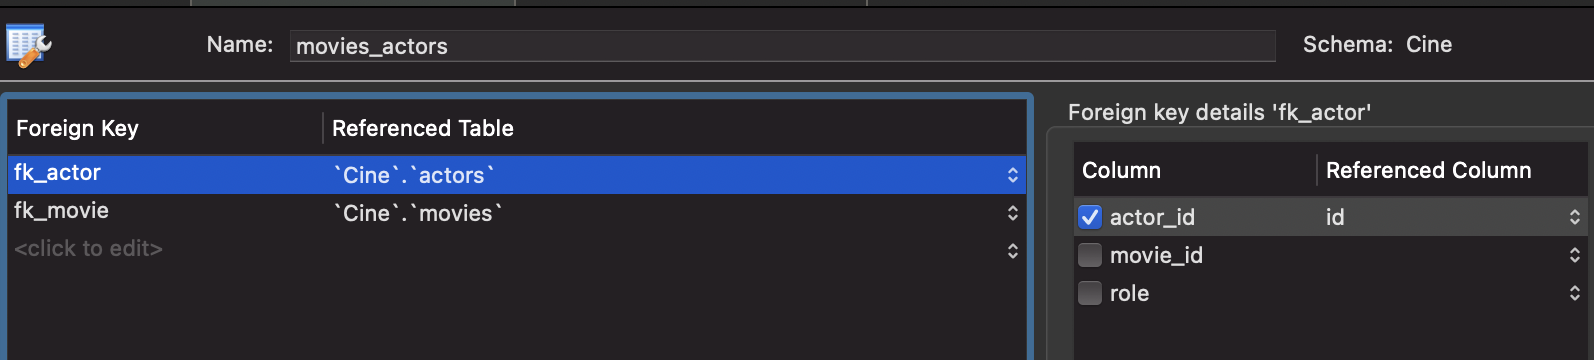 Name: movies_actors Schema: Cine
Foreign Key Referenced Table
fk_actor `Cine`.`actors`
fk_movie `Cine`.`movies`
<click to edit>
Foreign key details 'fk_actor'
Column Referenced Column
actor_id id
movie_id
role